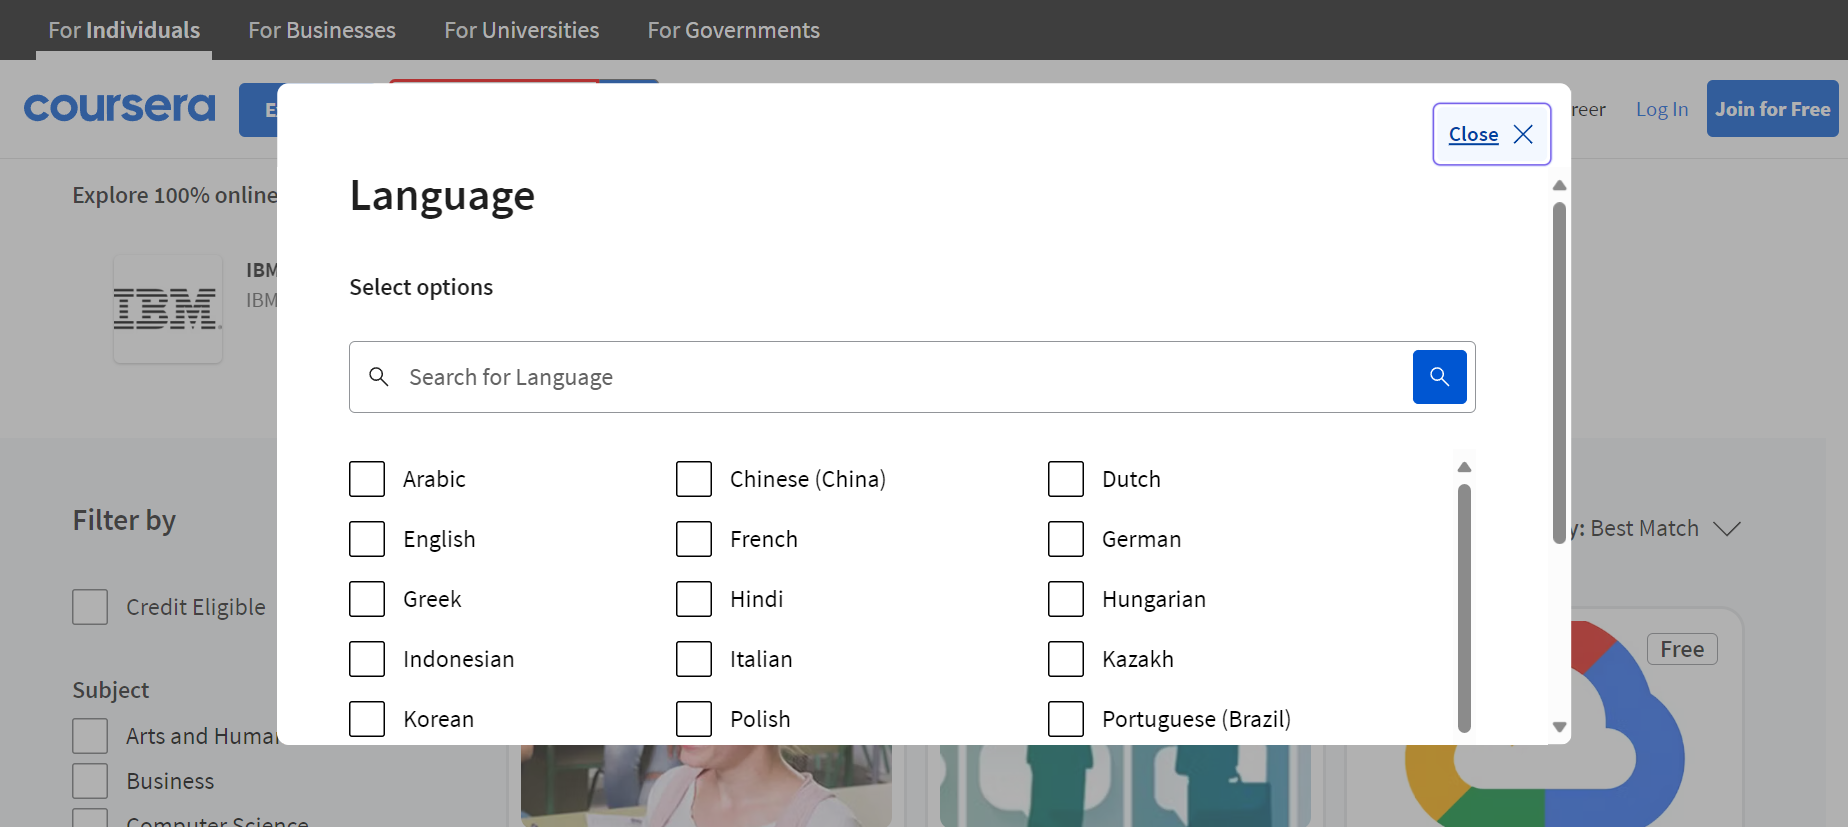 For Individuals For Businesses For Universities For Governments
coursera Log In Join for Free
Close
Explore 100% online
Language
IBM
IBM
IBM
Select options
Search for Language
Arabic Chinese (China) Dutch
English French German
Greek Hindi Hungarian
Indonesian Italian Kazakh
Korean Polish Portuguese (Brazil)
Filter by
Best Match
Credit Eligible
Free
Subject
Arts and
Business
Computer Science